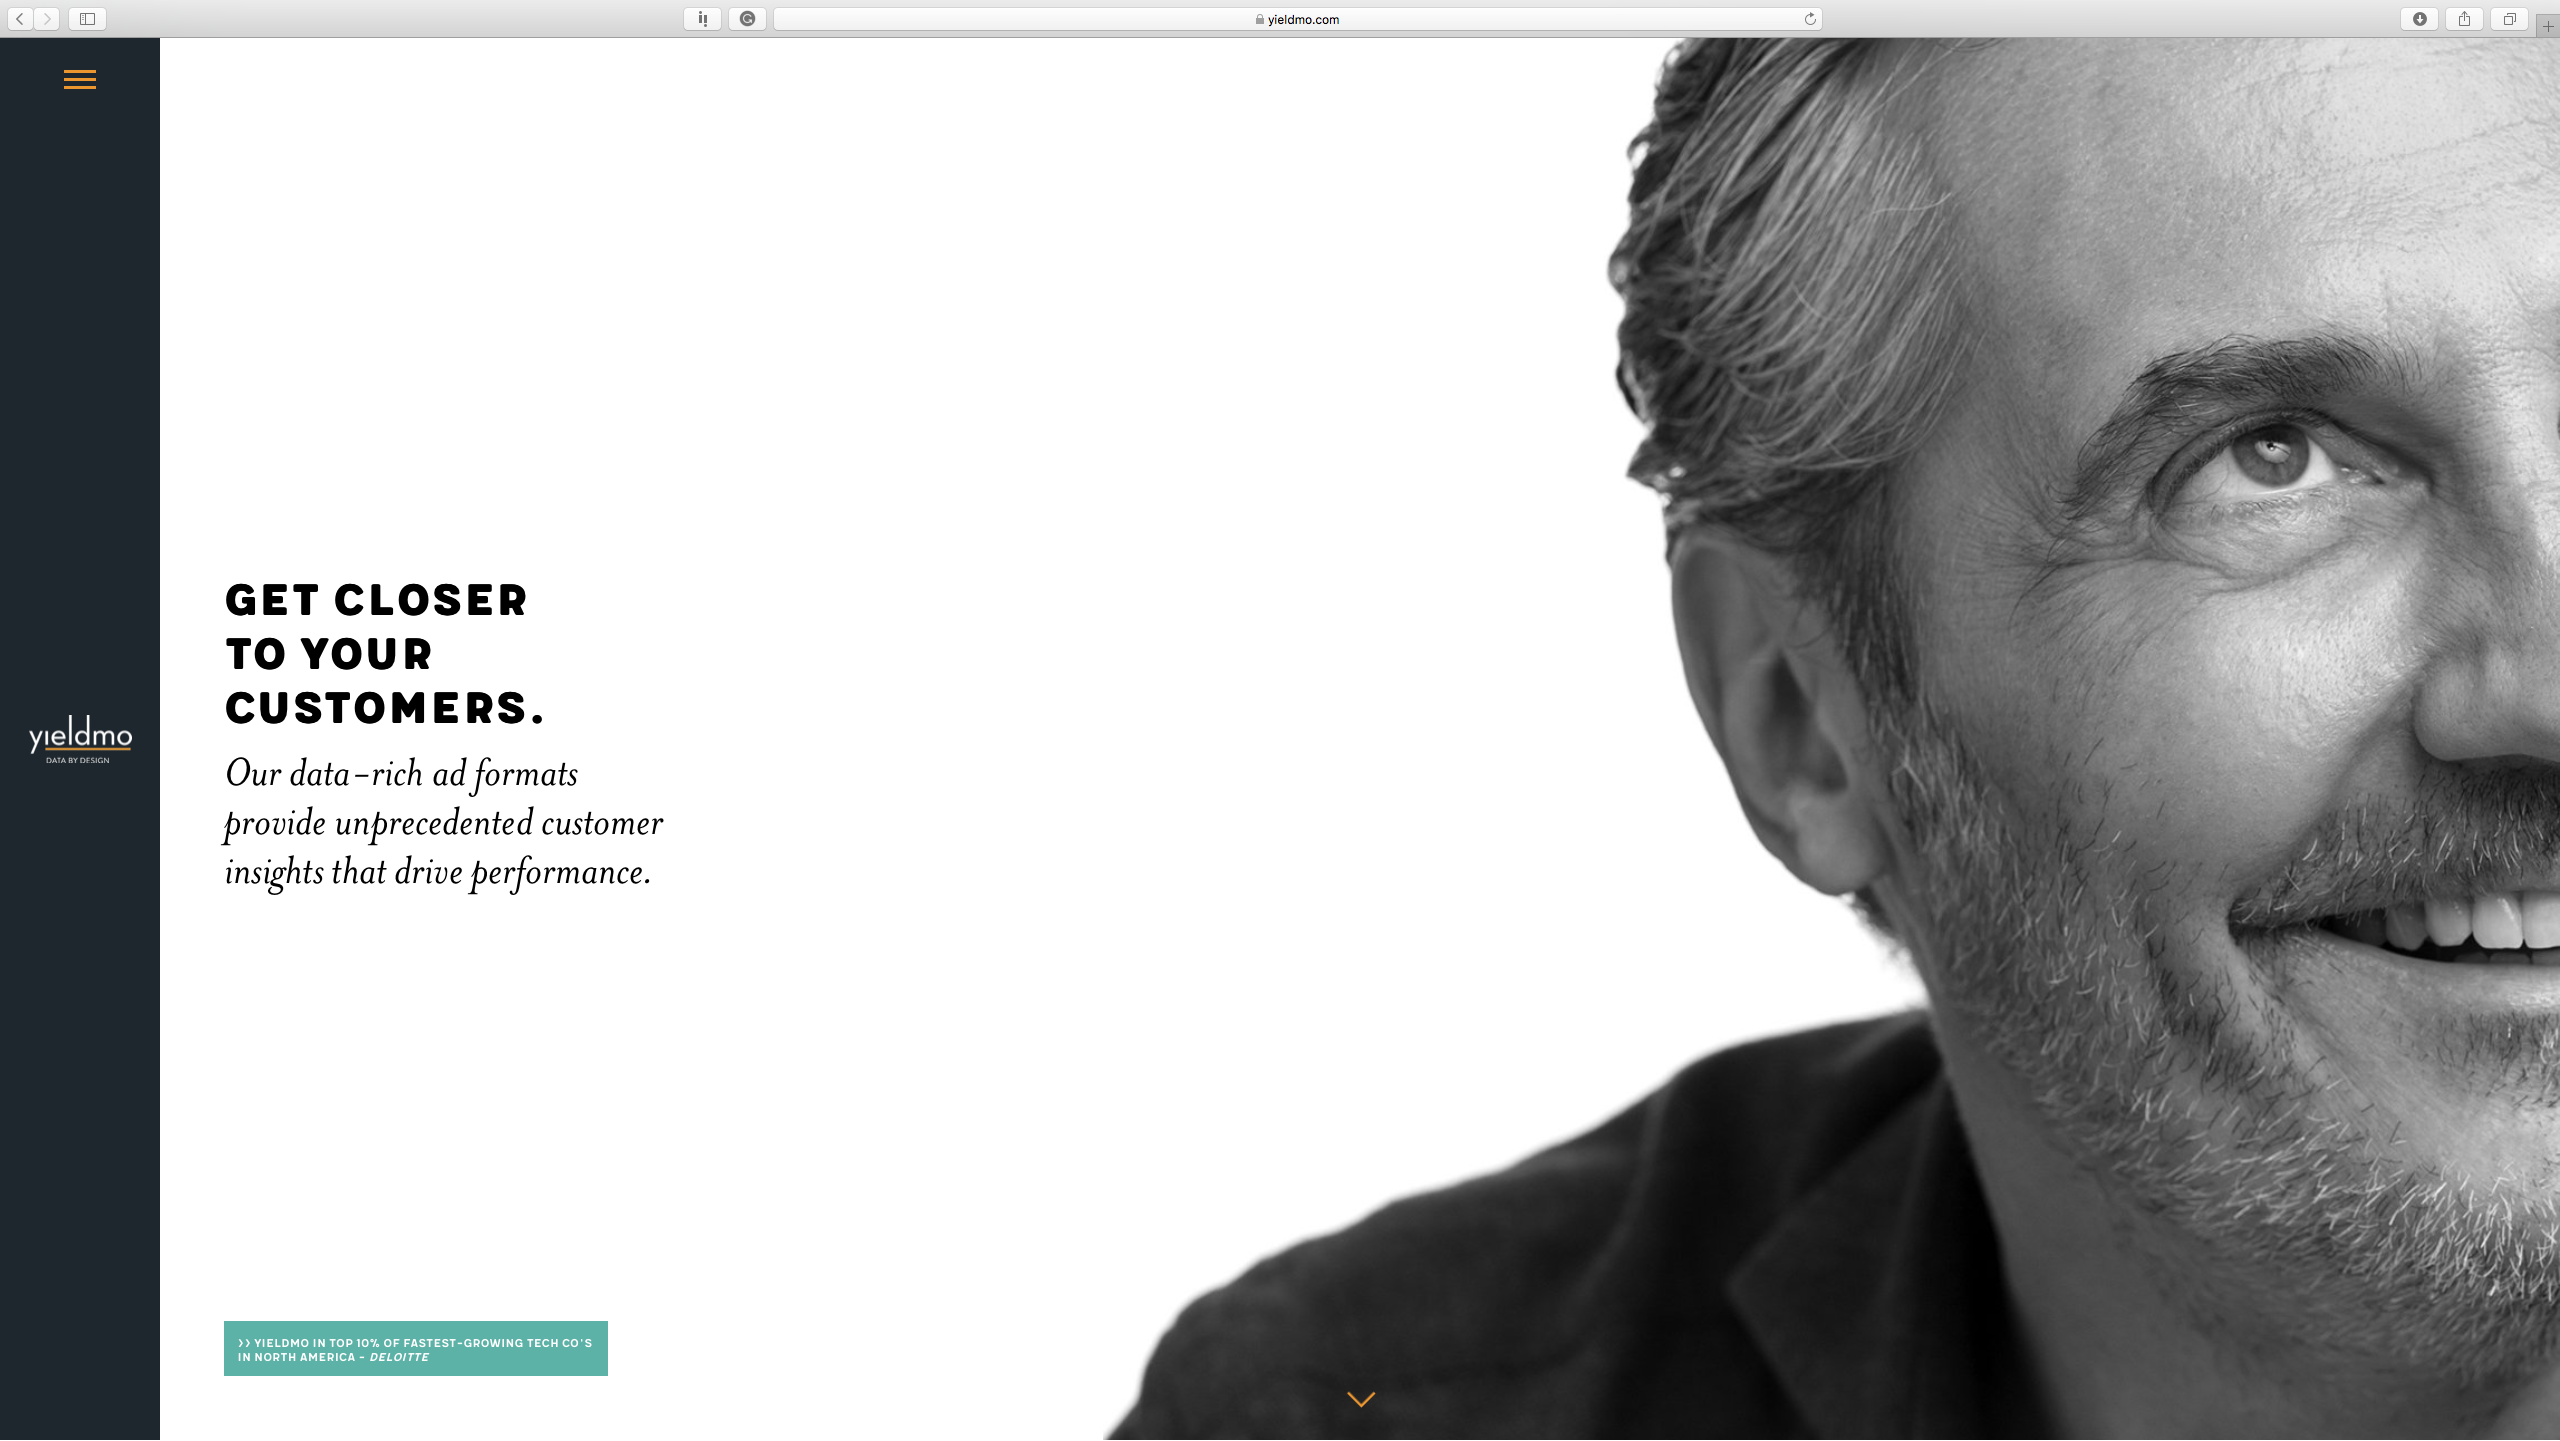 yieldmo.com
GET CLOSER
TO YOUR
CUSTOMERS.
Our data-rich ad formats
provide unprecedented customer
insights that drive performance.
yieldmo
DATA BY DESIGN
>> YIELDMO IN TOP 10% OF FASTEST-GROWING TECH CO'S
IN NORTH AMERICA - DELOITTE